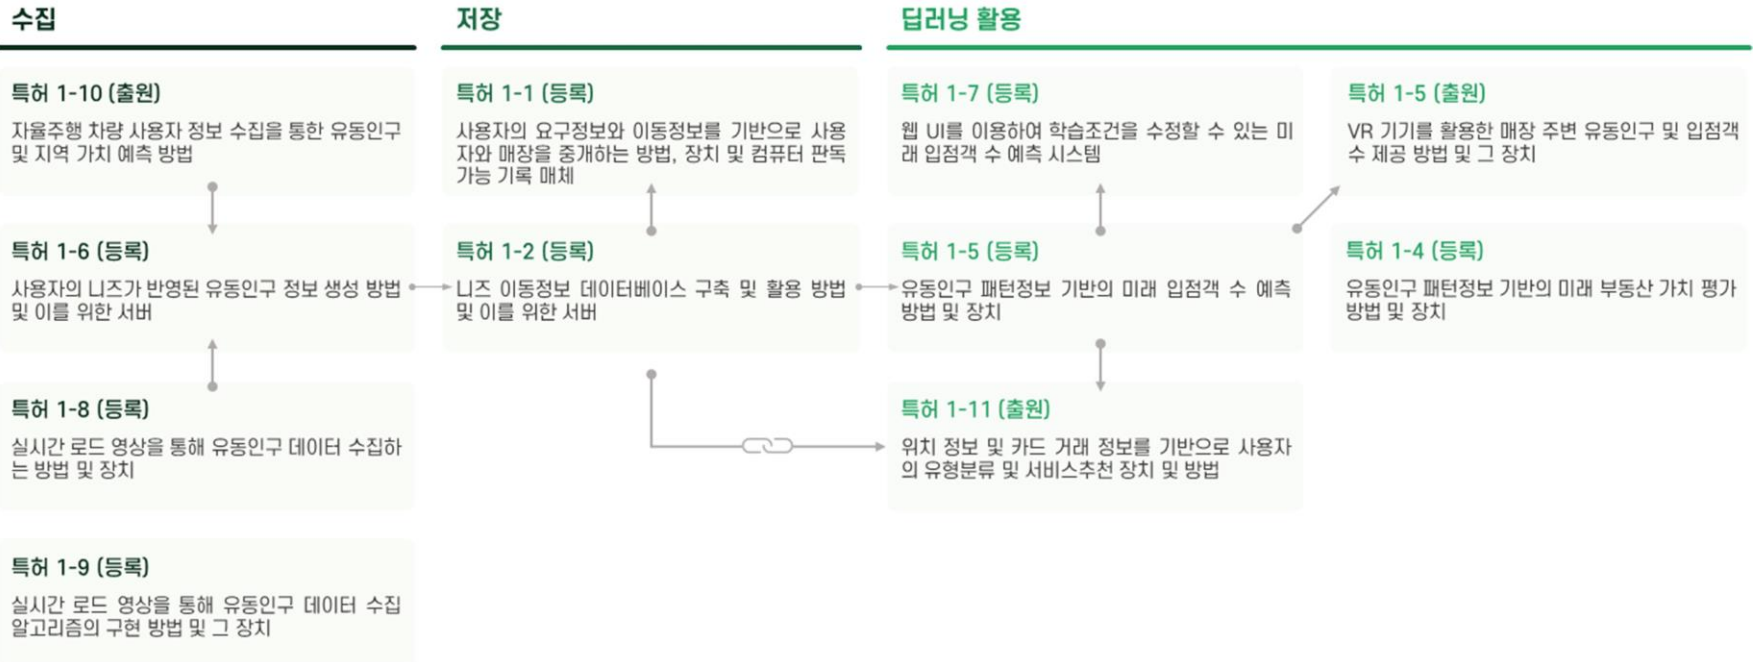 수집
특허 1-10 (출원)
자율주행 차량 사용자 정보 수집을 통한 유동인구
및 지역 가치 예측 방법
특허 1-6 (등록)
사용자의 니즈가 반영된 유동인구 정보 생성 방법
및 이를 위한 서버
특허 1-8 (등록)
실시간 로드 영상을 통해 유동인구 데이터 수집하
는 방법 및 장치
특허 1-9 (등록)
실시간 로드 영상을 통해 유동인구 데이터 수집
알고리즘의 구현 방법 및 그 장치
저장
특허 1-1 (등록)
사용자의 요구정보와 이동정보를 기반으로 사용
자와 매장을 중개하는 방법, 장치 및 컴퓨터 판독
가능 기록 매체
특허 1-2 (등록)
니즈 이동정보 데이터베이스 구축 및 활용 방법
및 이를 위한 서버
딥러닝 활용
특허 1-7 (등록)
웹 UI를 이용하여 학습조건을 수정할 수 있는 미
래 입점객 수 예측 시스템
특허 1-5 (등록)
유동인구 패턴정보 기반의 미래 입점객 수 예측
방법 및 장치
특허 1-11 (출원)
위치 정보 및 카드 거래 정보를 기반으로 사용자
의 유형분류 및 서비스추천 장치 및 방법
특허 1-5 (출원)
VR 기기를 활용한 매장 주변 유동인구 및 입점객
수 제공 방법 및 그 장치
특허 1-4 (등록)
유동인구 패턴정보 기반의 미래 부동산 가치 평가
방법 및 장치